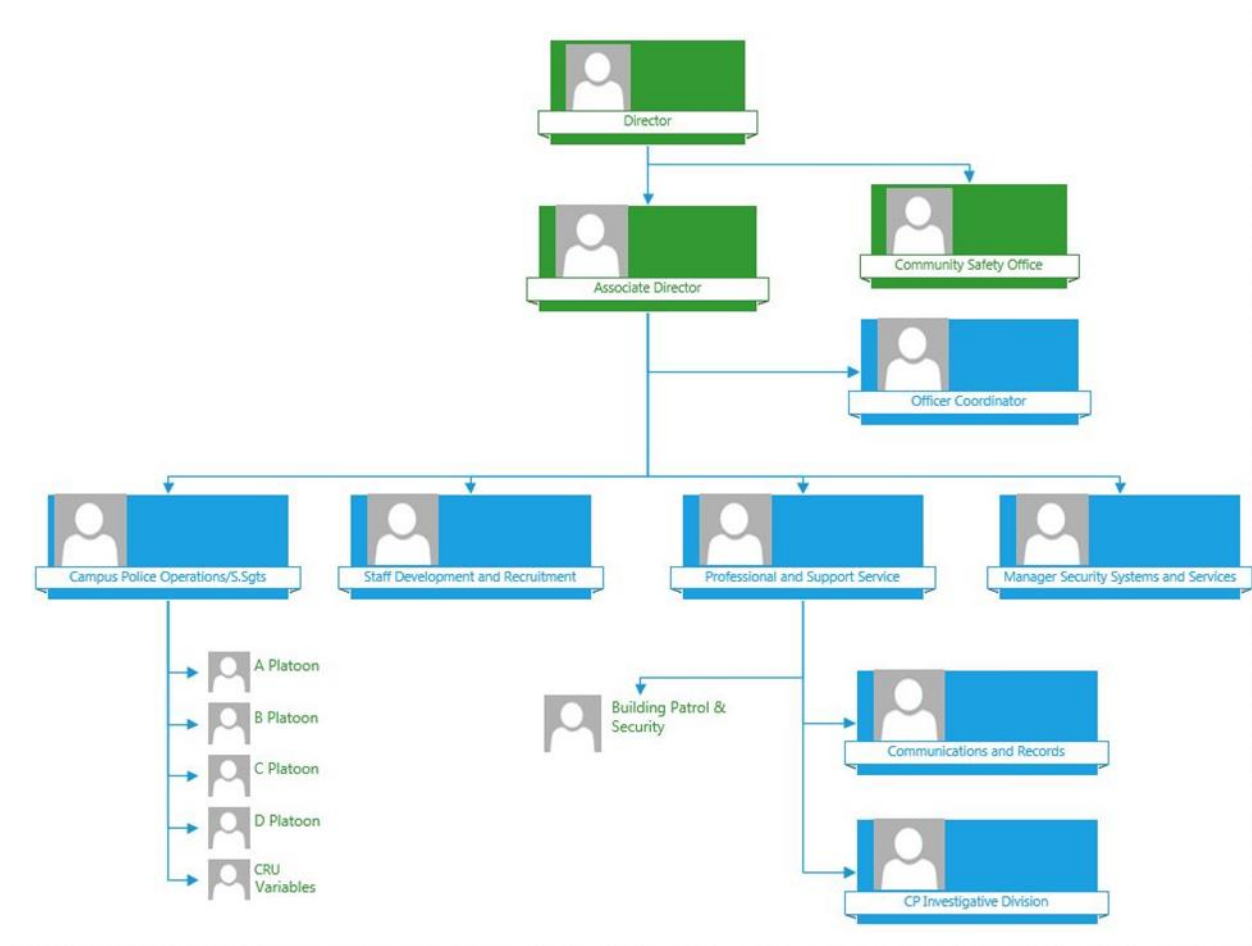 Director
Community Safety Office
Associate Director
Officer Coordinator
Campus Police Operations/S.Sgts
Staff Development and Recruitment
Professional and Support Service
Manager Security Systems and Services
A Platoon
B Platoon
C Platoon
D Platoon
CRU
Variables
Building Patrol &
Security
Communications and Records
CP Investigative Division